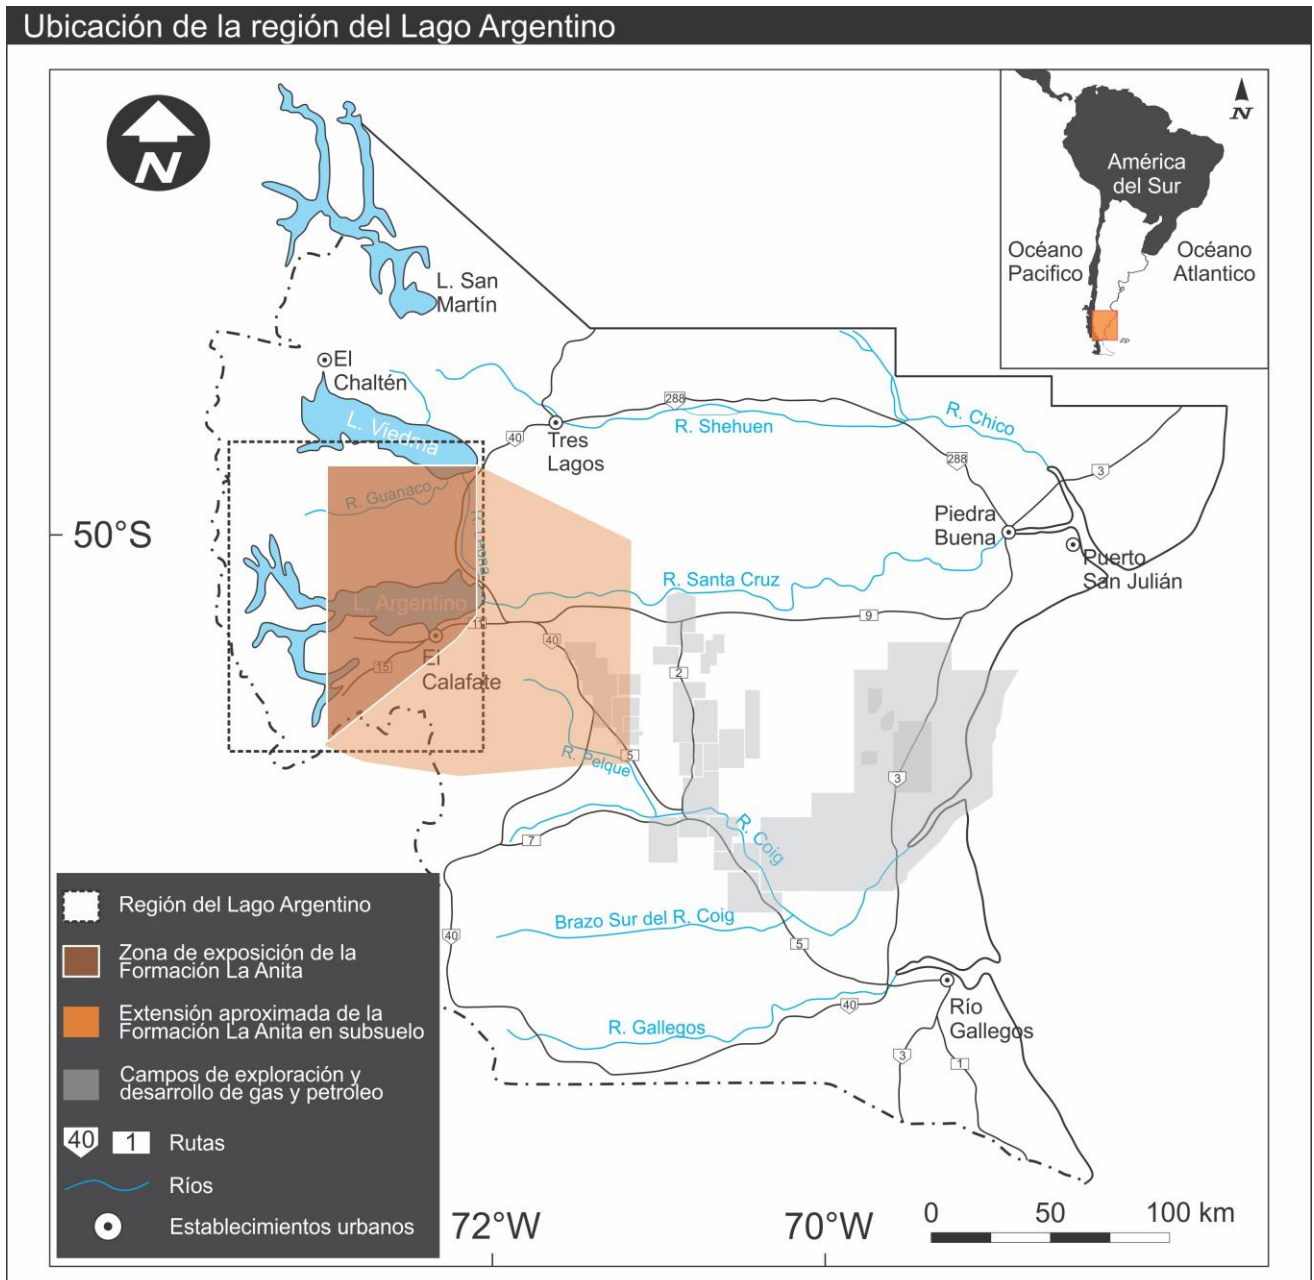 Ubicación de la región del Lago Argentino
N
N
América
del Sur
Océano
Pacifico
Océano
Atlantico
L. San
Martín
El
Chaltén
L. Viedma
288
R. Chico
40
R. Shehuen
Tres
Lagos
288
3
R. Guanaco
Piedra
Buena
50°S
Puerto
San Julián
R. Santa Cruz
L. Argentino
11
9
40
El
Calafate
15
2
R. Pelque
5
3
R. Coig
7
Brazo Sur del R. Coig
40
5
Río
Gallegos
40
R. Gallegos
3
1
Región del Lago Argentino
Zona de exposición de la
Formación La Anita
Extensión aproximada de la
Formación La Anita en subsuelo
Campos de exploración y
desarrollo de gas y petroleo
40 1 Rutas
Ríos
Establecimientos urbanos
72°W
70°W
0 50 100 km